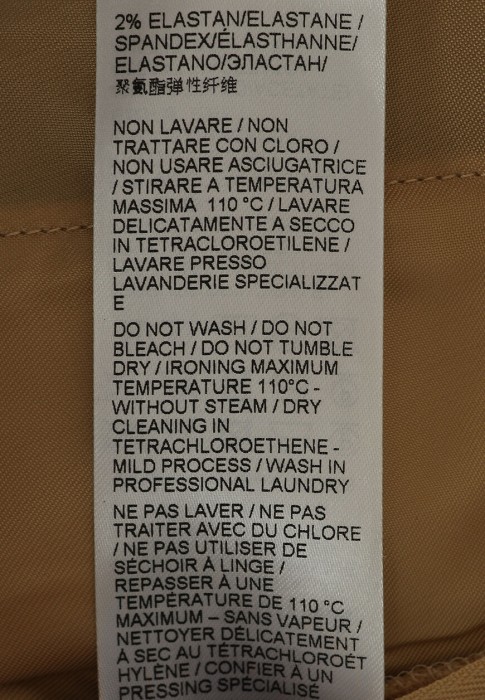 2% ELASTAN/ELASTANE /
SPANDEX/ÉLASTHANNE/
ELASTANO/ЭЛАСТАН/
聚氨酯弹性纤维
NON LAVARE / NON
TRATTARE CON CLORO /
NON USARE ASCIUGATRICE
/ STIRARE A TEMPERATURA
MASSIMA 110 °C / LAVARE
DELICATAMENTE A SECCO
IN TETRACLOROETILENE /
LAVARE PRESSO
LAVANDERIE SPECIALIZZAT
E
DO NOT WASH / DO NOT
BLEACH / DO NOT TUMBLE
DRY / IRONING MAXIMUM
TEMPERATURE 110°C -
WITHOUT STEAM / DRY
CLEANING IN
TETRACHLOROETHENE -
MILD PROCESS / WASH IN
PROFESSIONAL LAUNDRY
NE PAS LAVER / NE PAS
TRAITER AVEC DU CHLORE
/ NE PAS UTILISER DE
SÉCHOIR À LINGE /
REPASSER À UNE
TEMPÉRATURE DE 110 °C
MAXIMUM – SANS VAPEUR /
NETTOYER DÉLICATEMENT
À SEC AU TÉTRACHLOROÉT
HYLÈNE / CONFIER À UN
PRESSING SPÉCIALISÉ